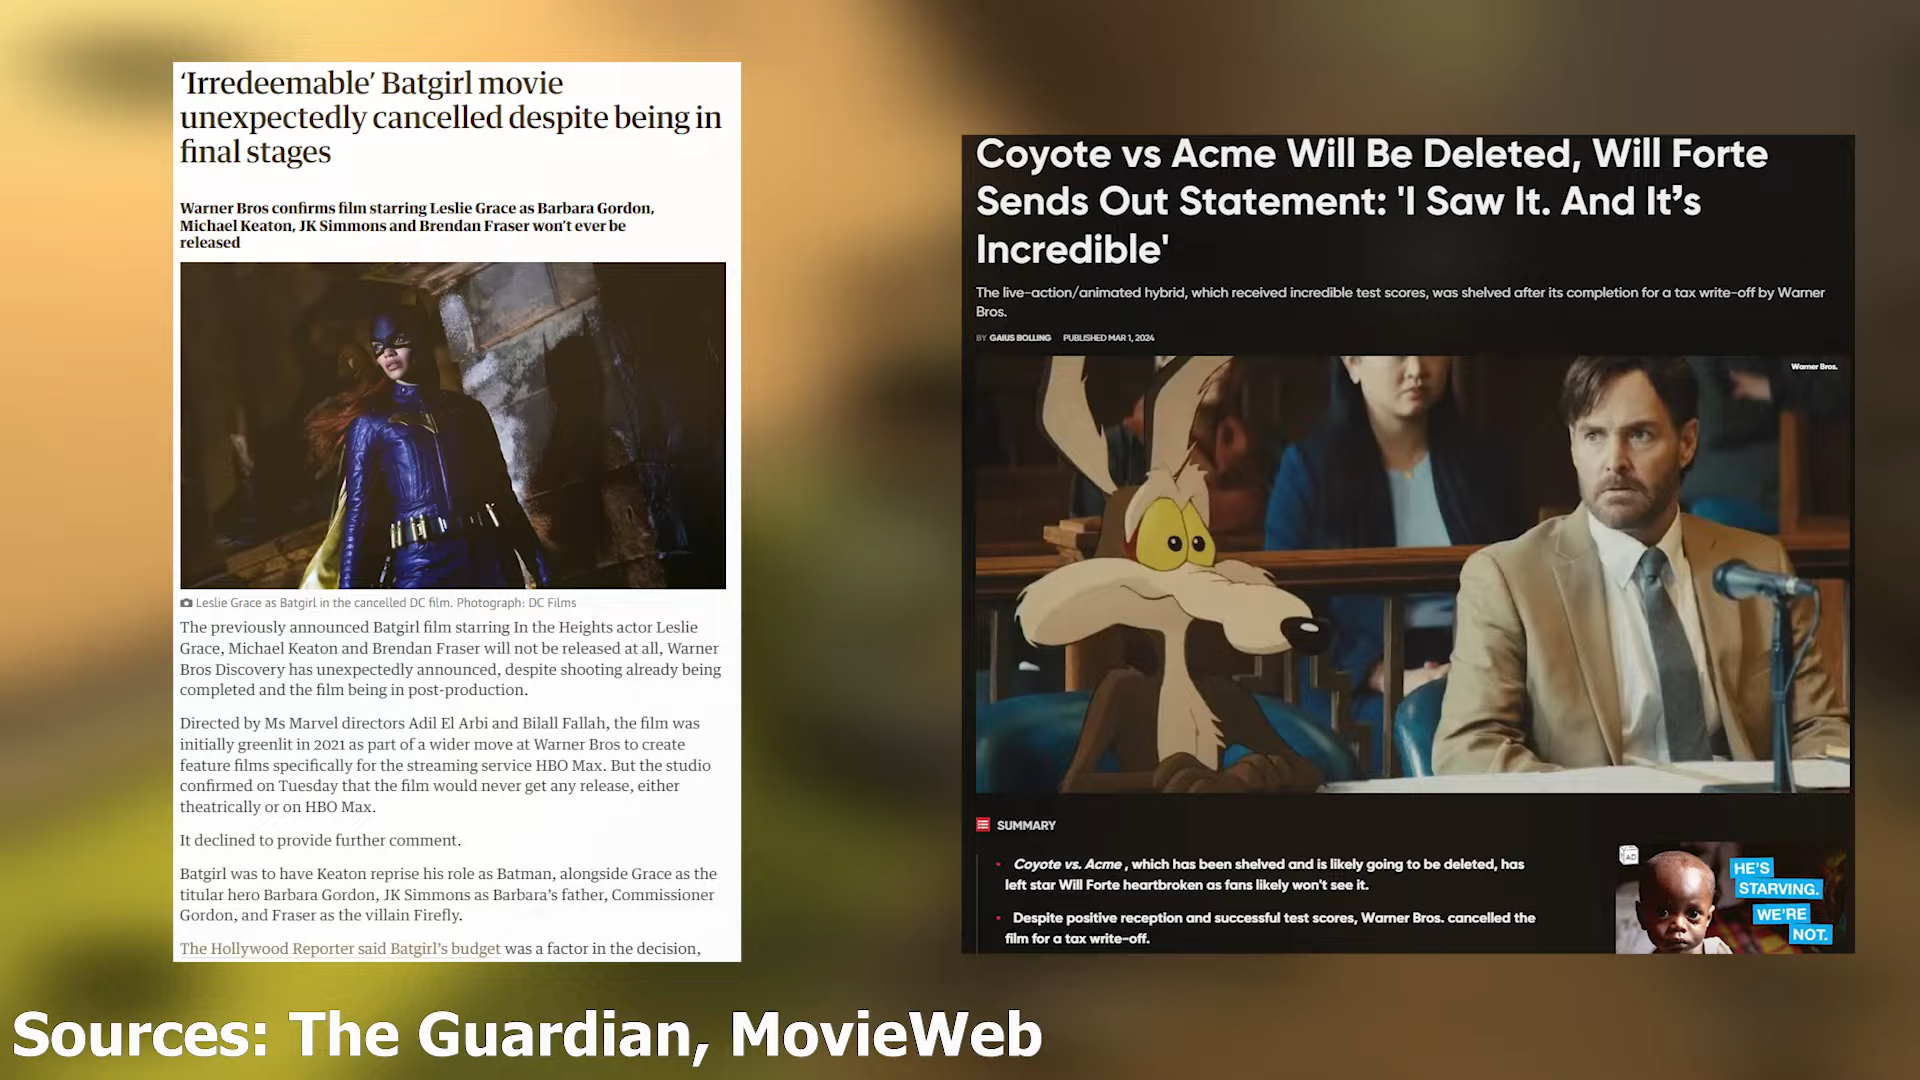 ‘Irredeemable’ Batgirl movie
unexpectedly cancelled despite being in
final stages
Warner Bros confirms film starring Leslie Grace as Barbara Gordon,
Michael Keaton, JK Simmons and Brendan Fraser won’t ever be
released
Leslie Grace as Batgirl in the cancelled DC film. Photograph: DC Films
The previously announced Batgirl film starring In the Heights actor Leslie
Grace, Michael Keaton and Brendan Fraser will not be released at all, Warner
Bros Discovery has unexpectedly announced, despite shooting already being
completed and the film being in post-production.
Directed by Ms Marvel directors Adil El Arbi and Bilall Fallah, the film was
initially greenlit in 2021 as part of a wider move at Warner Bros to create
feature films specifically for the streaming service HBO Max. But the studio
confirmed on Tuesday that the film would never get any release, either
theatrically or on HBO Max.
It declined to provide further comment.
Batgirl was to have Keaton reprise his role as Batman, alongside Grace as the
titular hero Barbara Gordon, JK Simmons as Barbara’s father, Commissioner
Gordon, and Fraser as the villain Firefly.
The Hollywood Reporter said Batgirl’s budget was a factor in the decision,
Coyote vs Acme Will Be Deleted, Will Forte
Sends Out Statement: 'I Saw It. And It’s
Incredible'
The live-action/animated hybrid, which received incredible test scores, was shelved after its completion for a tax write-off by Warner
Bros.
BY GAIUS BOLLING PUBLISHED MAR 1, 2024
Warner Bros.
SUMMARY
Coyote vs. Acme , which has been shelved and is likely going to be deleted, has
left star Will Forte heartbroken as fans likely won't see it.
Despite positive reception and successful test scores, Warner Bros. cancelled the
film for a tax write-off.
AD
HE'S
STARVING.
WE'RE
NOT.
Sources: The Guardian, MovieWeb